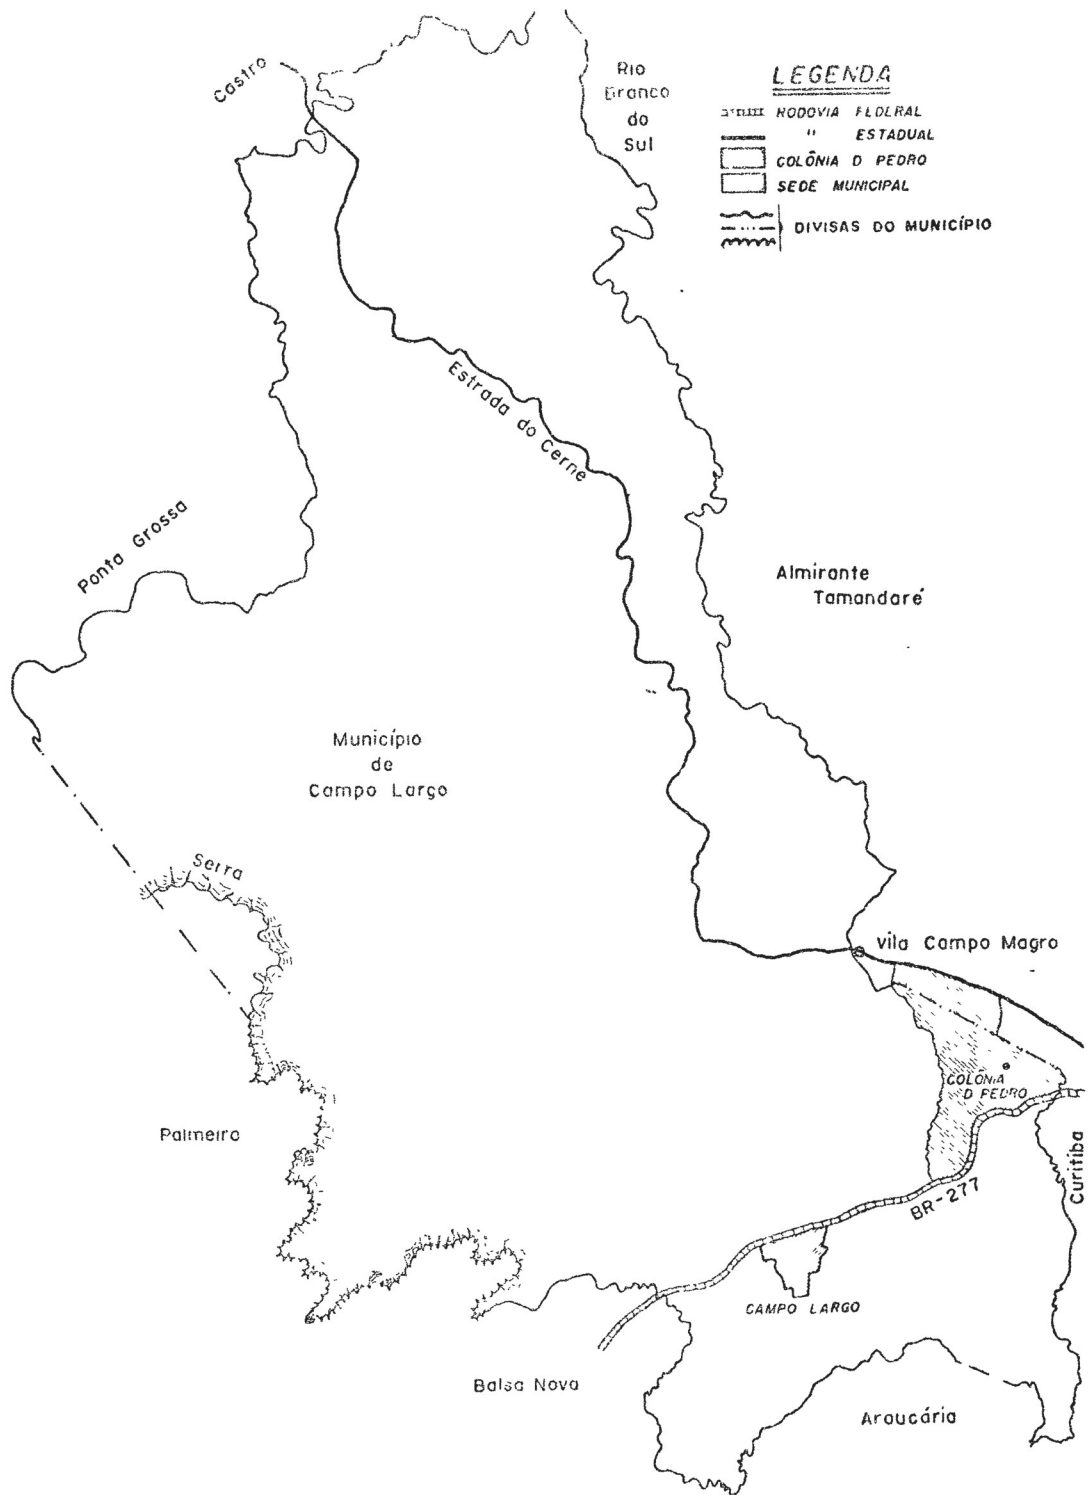 Castro
Rio
Branco
do
Sul
LEGENDA
RODOVIA FEDERAL
" ESTADUAL
COLÔNIA D PEDRO
SEDE MUNICIPAL
DIVISAS DO MUNICÍPIO
Estrada do Cerne
Ponta Grossa
Almirante
Tamandaré
Município
de
Campo Largo
Serra
Vila Campo Magro
COLÔNIA
D PEDRO
Palmeira
Curitiba
BR-277
CAMPO LARGO
Balsa Nova
Araucária